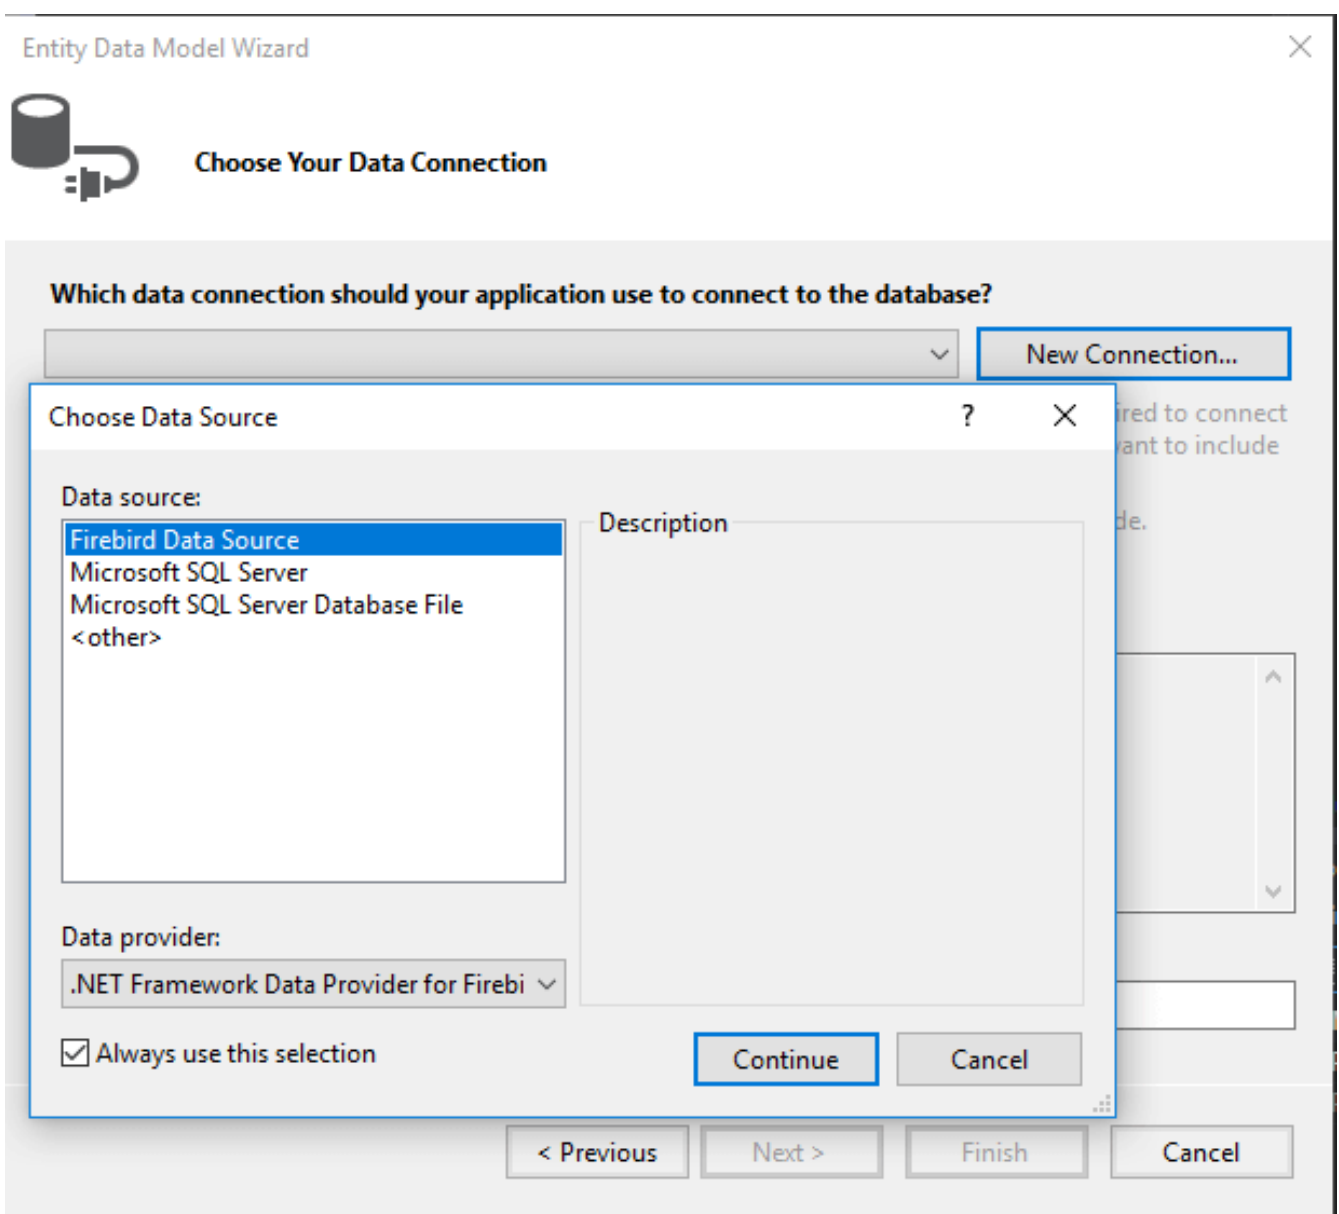 Entity Data Model Wizard
Choose Your Data Connection
Which data connection should your application use to connect to the database?
New Connection...
Choose Data Source
?
ired to connect
ant to include
de.
Data source:
Firebird Data Source
Microsoft SQL Server
Microsoft SQL Server Database File
<other>
Description
Data provider:
.NET Framework Data Provider for Firebi
Always use this selection
Continue
Cancel
< Previous
Next >
Finish
Cancel